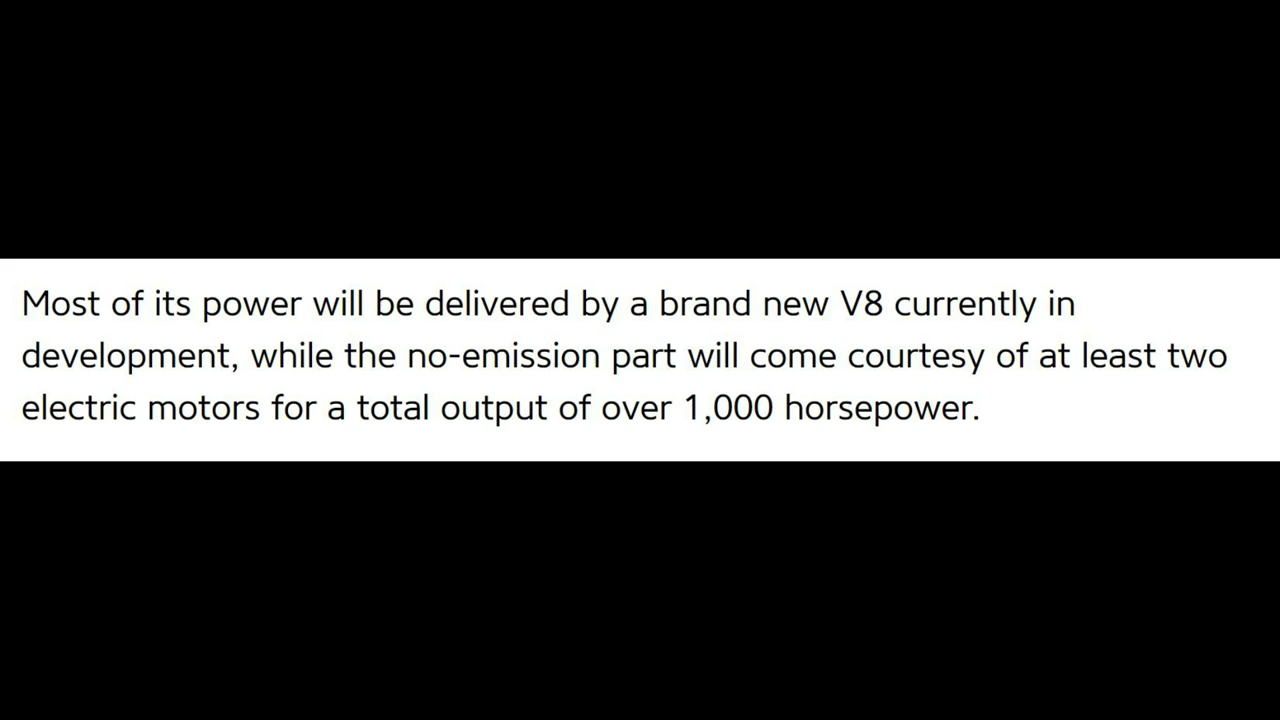 Most of its power will be delivered by a brand new V8 currently in
development, while the no-emission part will come courtesy of at least two
electric motors for a total output of over 1,000 horsepower.